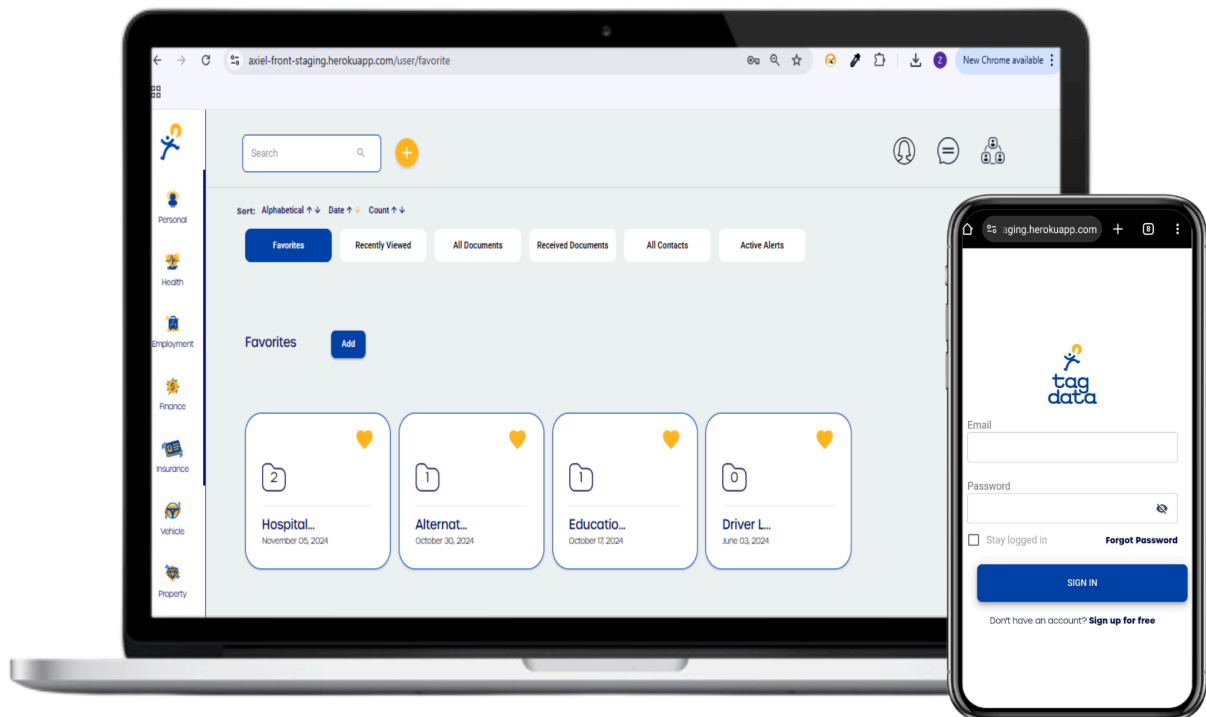 axiel-front-staging.herokuapp.com/user/favorite
Z
New Chrome available
Search
Sort: Alphabetical ↑↓ Date ↑↓ Count ↑↓
Favorites Recently Viewed All Documents Received Documents All Contacts Active Alerts
Personal
Health
Employment
Finance
Insurance
Vehicle
Property
Favorites
Add
2
Hospital...
November 05, 2024
1
Alternat...
October 30, 2024
1
Educatio...
October 17, 2024
0
Driver L...
June 03, 2024
aging.herokuapp.com
8
tag
data
Email
Password
Stay logged in Forgot Password
SIGN IN
Don't have an account? Sign up for free